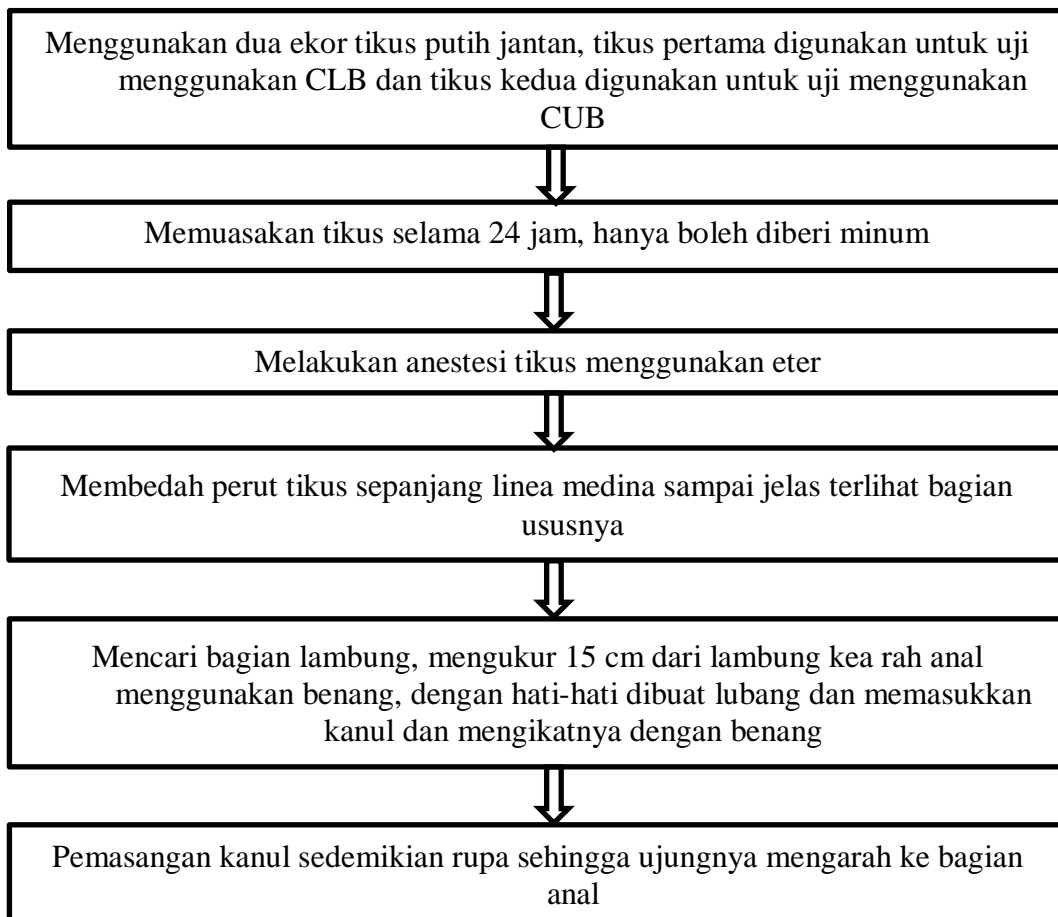 Menggunakan dua ekor tikus putih jantan, tikus pertama digunakan untuk uji
menggunakan CLB dan tikus kedua digunakan untuk uji menggunakan
CUB
Memuasakan tikus selama 24 jam, hanya boleh diberi minum
Melakukan anestesi tikus menggunakan eter
Membedah perut tikus sepanjang linea medina sampai jelas terlihat bagian
ususnya
Mencari bagian lambung, mengukur 15 cm dari lambung kea rah anal
menggunakan benang, dengan hati-hati dibuat lubang dan memasukkan
kanul dan mengikatnya dengan benang
Pemasangan kanul sedemikian rupa sehingga ujungnya mengarah ke bagian
anal